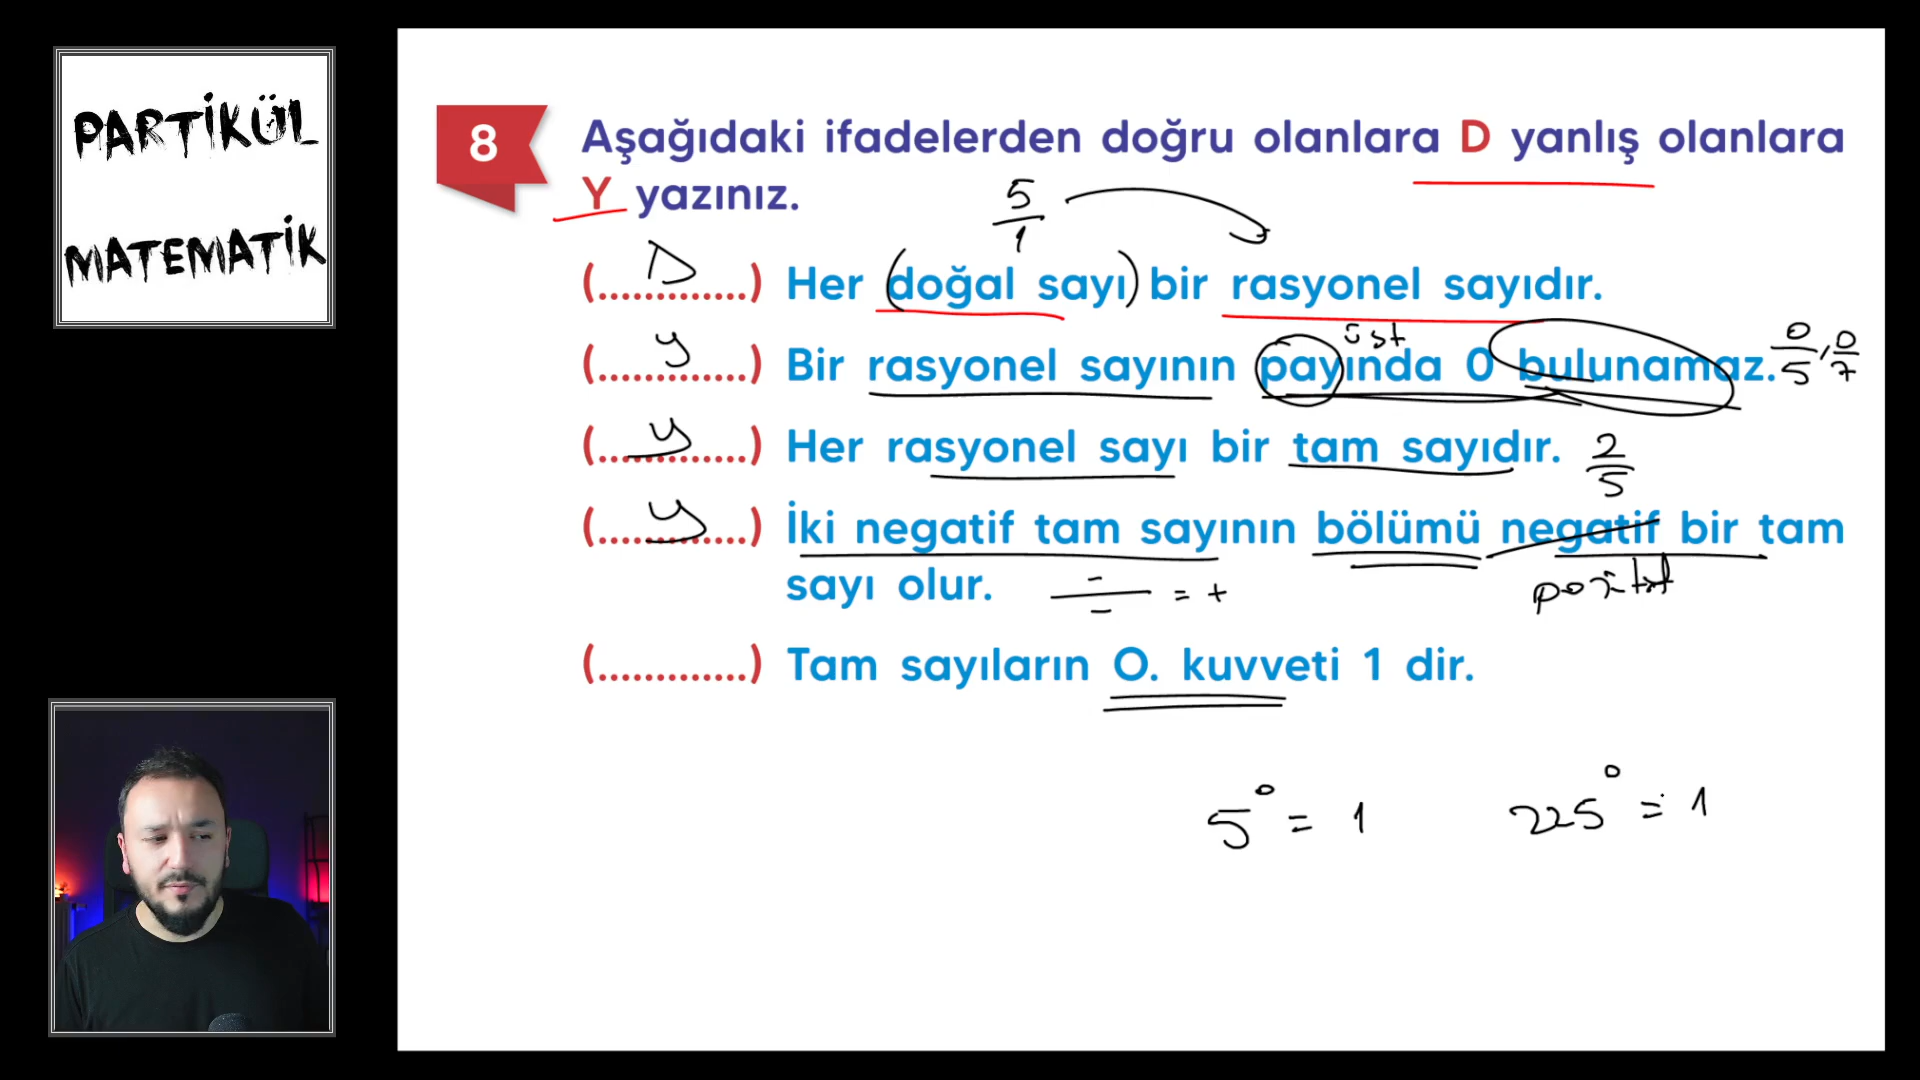 PARTİKÜL
MATEMATİK
8
Aşağıdaki ifadelerden doğru olanlara D yanlış olanlara
Y yazınız.
5
1
(.............) Her doğal sayı bir rasyonel sayıdır.
D
(.............) Bir rasyonel sayının payında 0 bulunamaz.
y
üst
0/5, 0/7
(.............) Her rasyonel sayı bir tam sayıdır.
y
2
5
(.............) İki negatif tam sayının bölümü negatif bir tam
y
sayı olur.
-/- = +
pozitif
(.............) Tam sayıların O. kuvveti 1 dir.
5⁰ = 1
225⁰ = 1